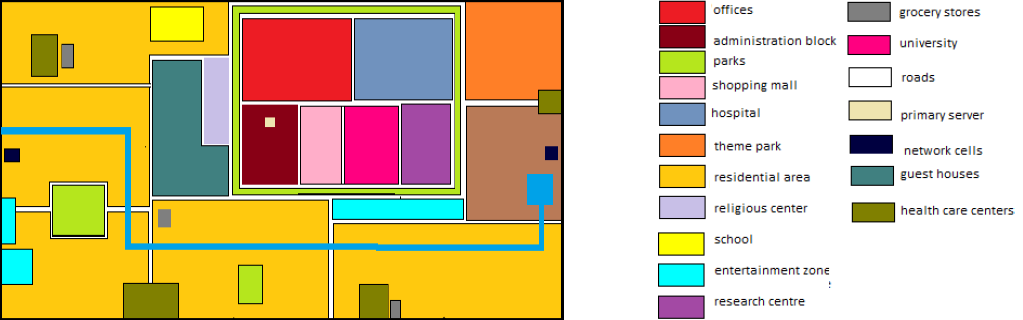 offices
administration block
parks
shopping mall
hospital
theme park
residential area
religious center
school
entertainment zone
research centre
grocery stores
university
roads
primary server
network cells
guest houses
health care centers